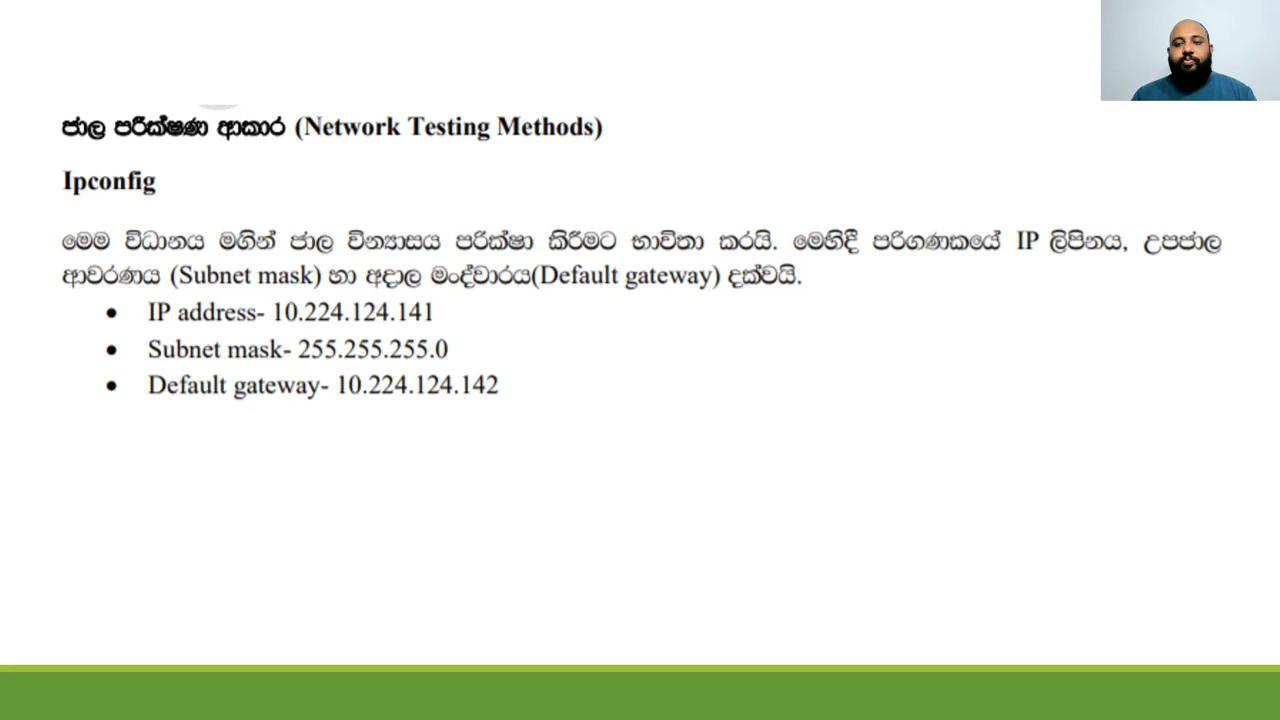 ජාල පරීක්ෂණ ආකාර (Network Testing Methods)
Ipconfig
මෙම විධානය මගින් ජාල වින්‍යාසය පරික්ෂා කිරීමට භාවිතා කරයි. මෙහිදී පරිගණකයේ IP ලිපිනය, උපජාල
ආවරණය (Subnet mask) හා අදාල මංද්වාරය(Default gateway) දක්වයි.
• IP address- 10.224.124.141
• Subnet mask- 255.255.255.0
• Default gateway- 10.224.124.142